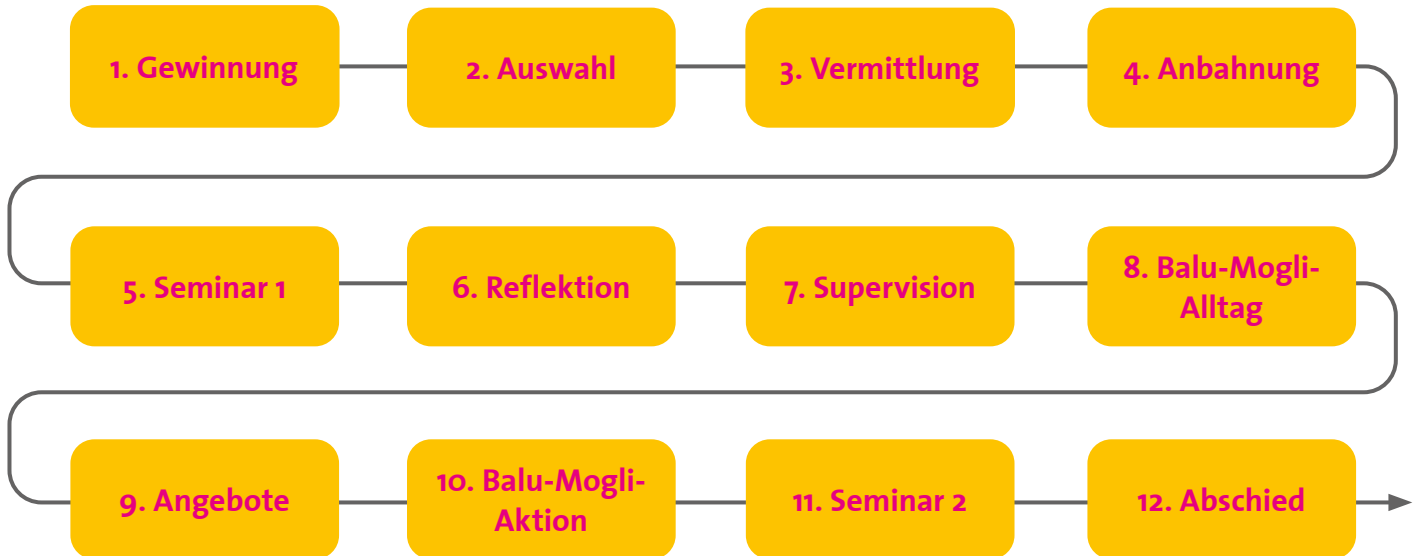 1. Gewinnung
2. Auswahl
3. Vermittlung
4. Anbahnung
5. Seminar 1
6. Reflektion
7. Supervision
8. Balu-Mogli-
Alltag
9. Angebote
10. Balu-Mogli-
Aktion
11. Seminar 2
12. Abschied